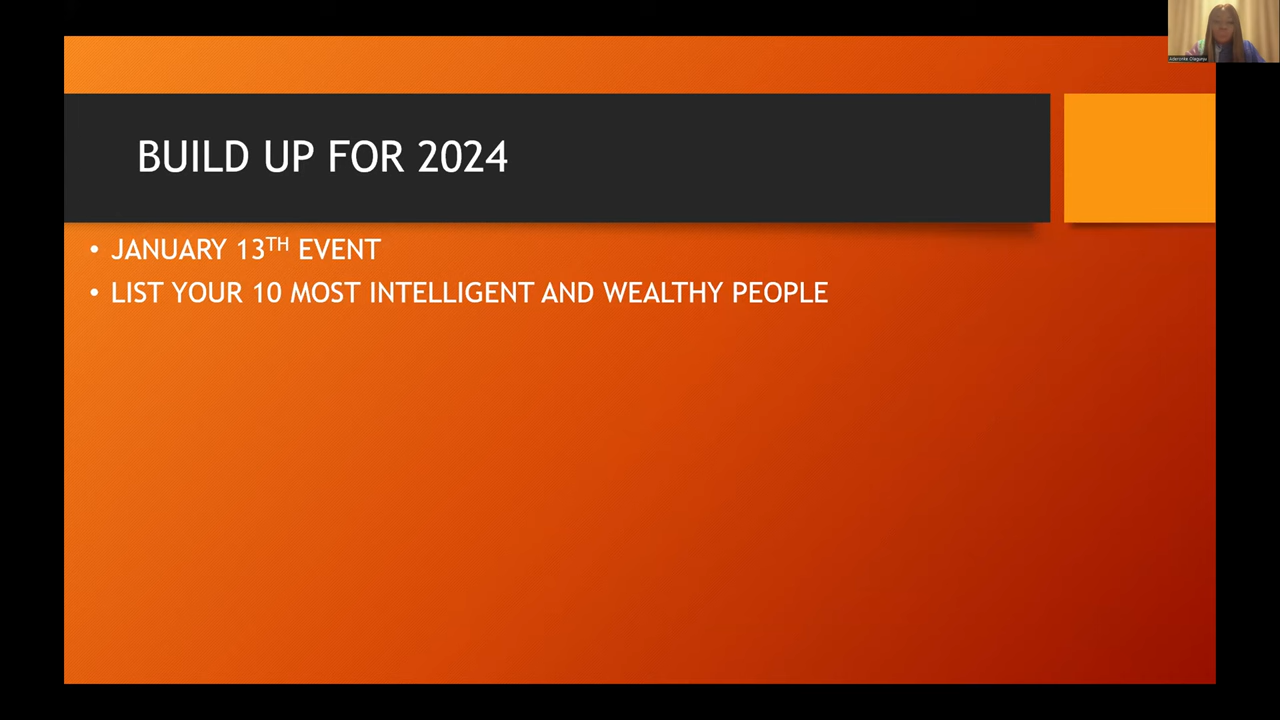 BUILD UP FOR 2024
• JANUARY 13TH EVENT
• LIST YOUR 10 MOST INTELLIGENT AND WEALTHY PEOPLE